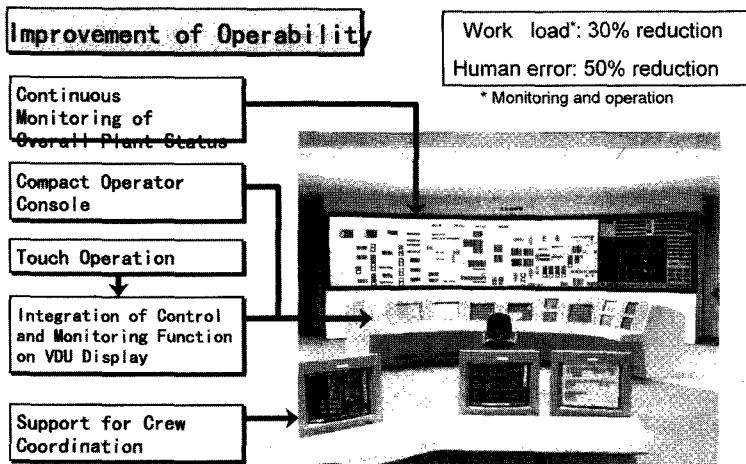 Improvement of Operability
Work load*: 30% reduction
Human error: 50% reduction
* Monitoring and operation
Continuous
Monitoring of
Overall Plant Status
Compact Operator
Console
Touch Operation
Integration of Control
and Monitoring Function
on VDU Display
Support for Crew
Coordination